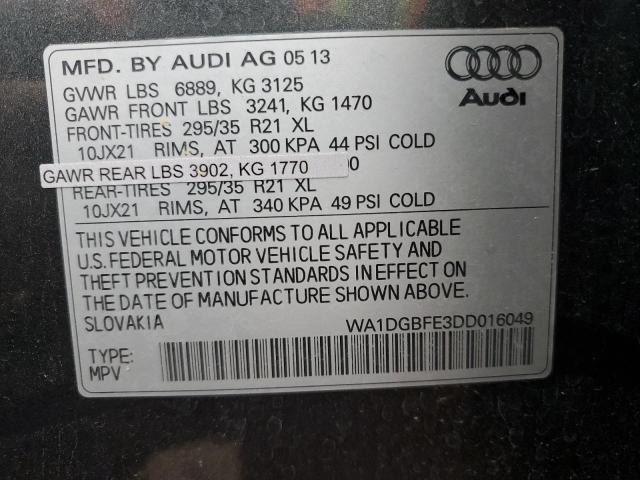 MFD. BY AUDI AG 05 13
GVWR LBS 6889, KG 3125
GAWR FRONT LBS 3241, KG 1470
FRONT-TIRES 295/35 R21 XL
10JX21 RIMS, AT 300 KPA 44 PSI COLD
GAWR REAR LBS 3902, KG 1770
REAR-TIRES 295/35 R21 XL
10JX21 RIMS, AT 340 KPA 49 PSI COLD
THIS VEHICLE CONFORMS TO ALL APPLICABLE
U.S. FEDERAL MOTOR VEHICLE SAFETY AND
THEFT PREVENTION STANDARDS IN EFFECT ON
THE DATE OF MANUFACTURE SHOWN ABOVE.
SLOVAKIA WA1DGBFE3DD016049
TYPE:
MPV
Audi